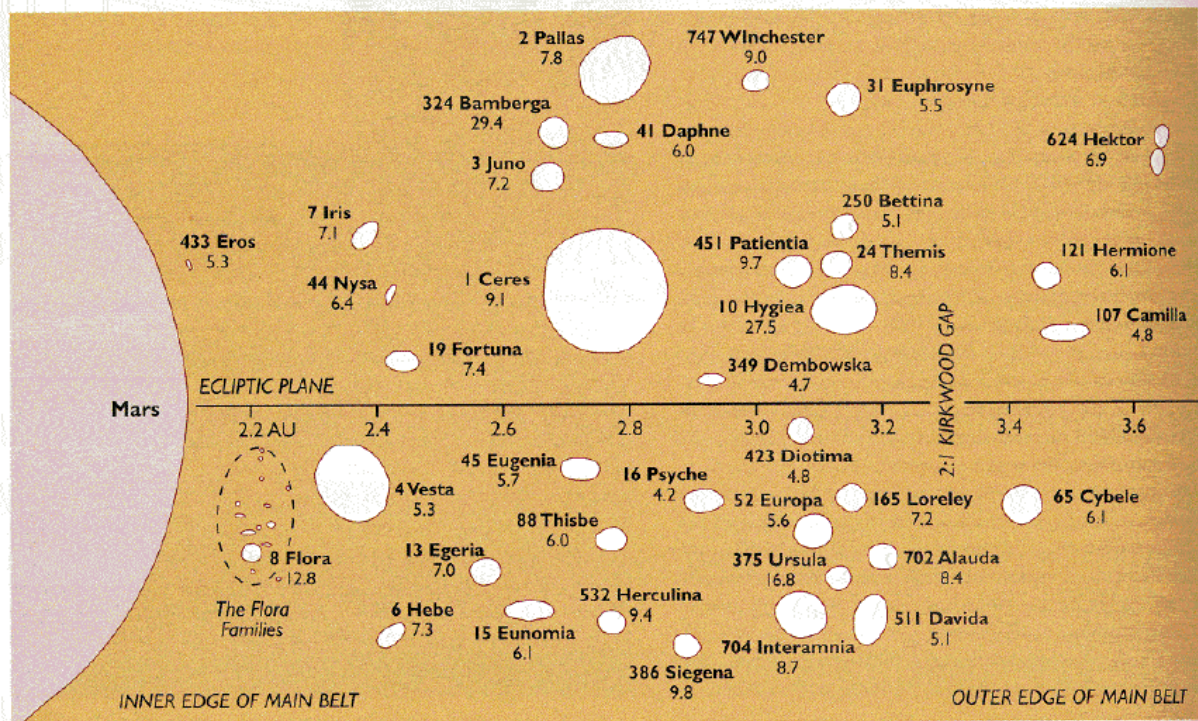 2 Pallas
7.8
747 WInchester
9.0
31 Euphrosyne
5.5
324 Bamberga
29.4
41 Daphne
6.0
624 Hektor
6.9
3 Juno
7.2
7 Iris
7.1
250 Bettina
5.1
433 Eros
5.3
451 Patientia
9.7
24 Themis
8.4
121 Hermione
6.1
44 Nysa
6.4
1 Ceres
9.1
10 Hygiea
27.5
107 Camilla
4.8
19 Fortuna
7.4
349 Dembowska
4.7
2:1 KIRKWOOD GAP
ECLIPTIC PLANE
Mars
2.2 AU 2.4 2.6 2.8 3.0 3.2 3.4 3.6
423 Diotima
4.8
45 Eugenia
5.7
16 Psyche
4.2
4 Vesta
5.3
52 Europa
5.6
165 Loreley
7.2
65 Cybele
6.1
88 Thisbe
6.0
13 Egeria
7.0
8 Flora
12.8
375 Ursula
16.8
702 Alauda
8.4
The Flora
Families
6 Hebe
7.3
532 Herculina
9.4
15 Eunomia
6.1
511 Davida
5.1
704 Interamnia
8.7
386 Siegena
9.8
INNER EDGE OF MAIN BELT
OUTER EDGE OF MAIN BELT